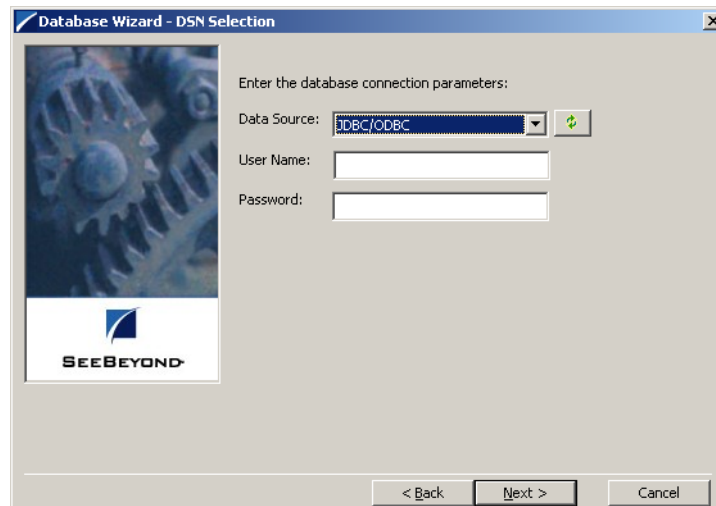 Database Wizard - DSN Selection
Enter the database connection parameters:
Data Source: JDBC/ODBC
User Name:
Password:
SEEBEYOND
< Back Next > Cancel